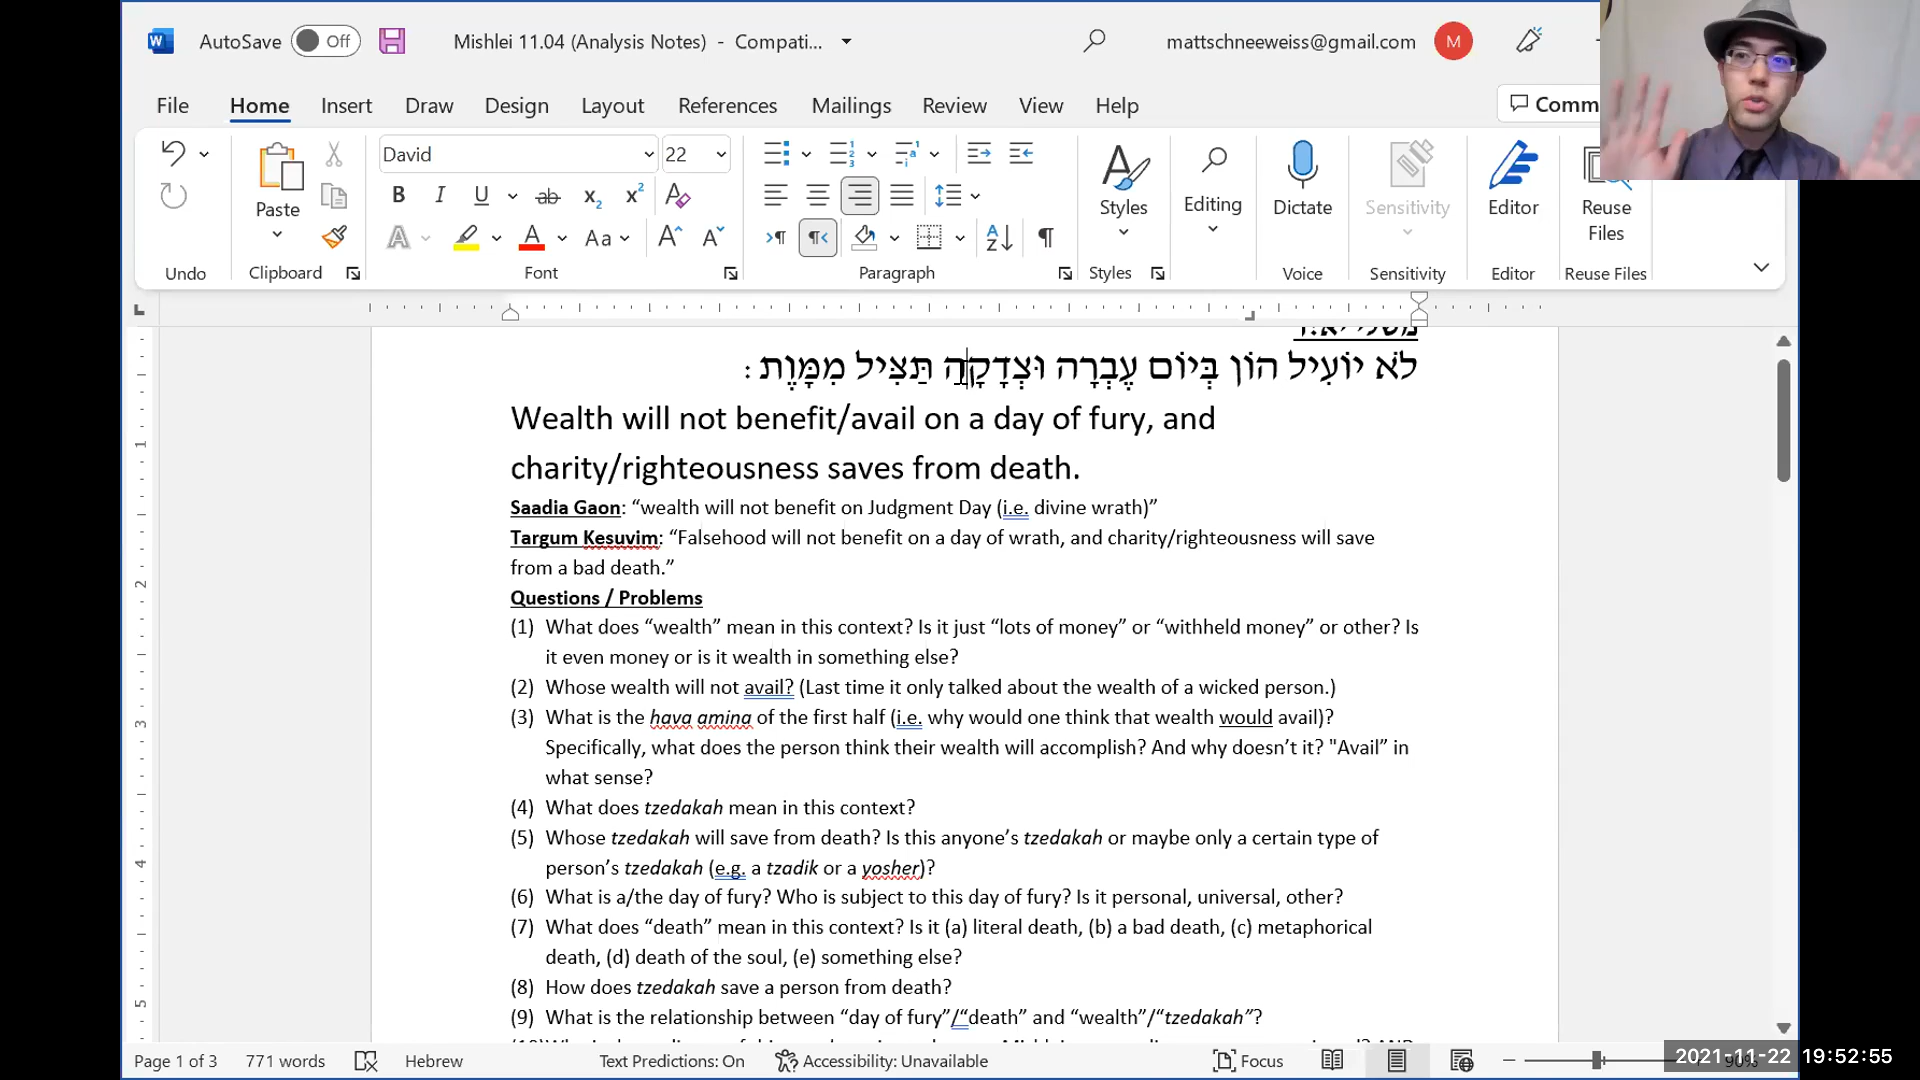 AutoSave Off Mishlei 11.04 (Analysis Notes) - Compati... mattschneeweiss@gmail.com M
File Home Insert Draw Design Layout References Mailings Review View Help Comm
David 22
Paste Styles Editing Dictate Sensitivity Editor Reuse Files
Undo Clipboard Font Paragraph Styles Voice Sensitivity Editor Reuse Files
לֹא יוֹעִיל הוֹן בְּיוֹם עֶבְרָה וּצְדָקָה תַּצִּיל מִמָּוֶת:
Wealth will not benefit/avail on a day of fury, and
charity/righteousness saves from death.
Saadia Gaon: “wealth will not benefit on Judgment Day (i.e. divine wrath)”
Targum Kesuvim: “Falsehood will not benefit on a day of wrath, and charity/righteousness will save
from a bad death.”
Questions / Problems
(1) What does “wealth” mean in this context? Is it just “lots of money” or “withheld money” or other? Is
it even money or is it wealth in something else?
(2) Whose wealth will not avail? (Last time it only talked about the wealth of a wicked person.)
(3) What is the hava amina of the first half (i.e. why would one think that wealth would avail)?
Specifically, what does the person think their wealth will accomplish? And why doesn’t it? "Avail” in
what sense?
(4) What does tzedakah mean in this context?
(5) Whose tzedakah will save from death? Is this anyone’s tzedakah or maybe only a certain type of
person’s tzedakah (e.g. a tzadik or a yosher)?
(6) What is a/the day of fury? Who is subject to this day of fury? Is it personal, universal, other?
(7) What does “death” mean in this context? Is it (a) literal death, (b) a bad death, (c) metaphorical
death, (d) death of the soul, (e) something else?
(8) How does tzedakah save a person from death?
(9) What is the relationship between “day of fury”/“death” and “wealth”/“tzedakah”?
Page 1 of 3 771 words Hebrew Text Predictions: On Accessibility: Unavailable Focus 90%
2021-11-22 19:52:55